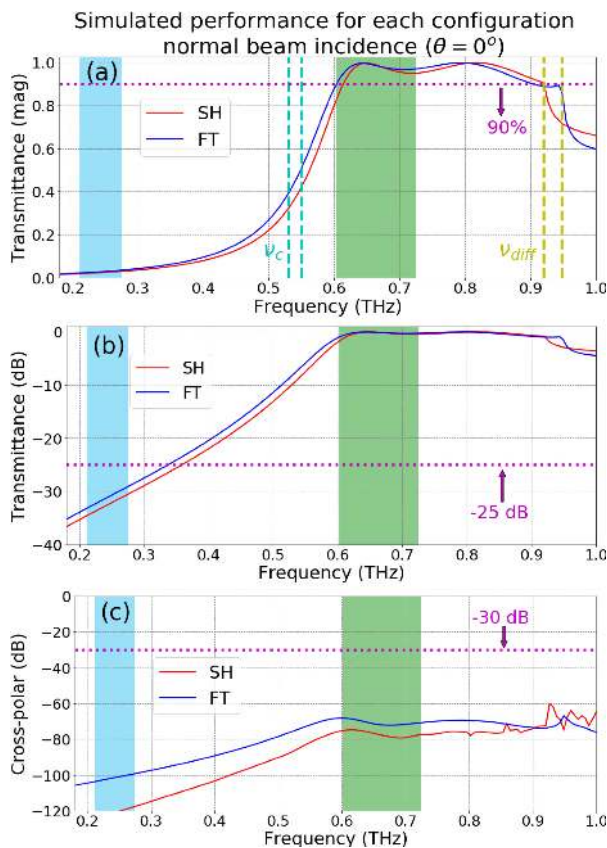 Simulated performance for each configuration
normal beam incidence (θ = 0°)
(a)
Transmittance (mag)
1.0
0.8
0.6
0.4
0.2
0.0
SH
FT
90%
ν_c
ν_diff
0.2 0.3 0.4 0.5 0.6 0.7 0.8 0.9 1.0
Frequency (THz)
(b)
Transmittance (dB)
0
−10
−20
−30
−40
SH
FT
-25 dB
0.2 0.3 0.4 0.5 0.6 0.7 0.8 0.9 1.0
Frequency (THz)
(c)
Cross-polar (dB)
0
−20
−40
−60
−80
−100
−120
-30 dB
SH
FT
0.2 0.3 0.4 0.5 0.6 0.7 0.8 0.9 1.0
Frequency (THz)